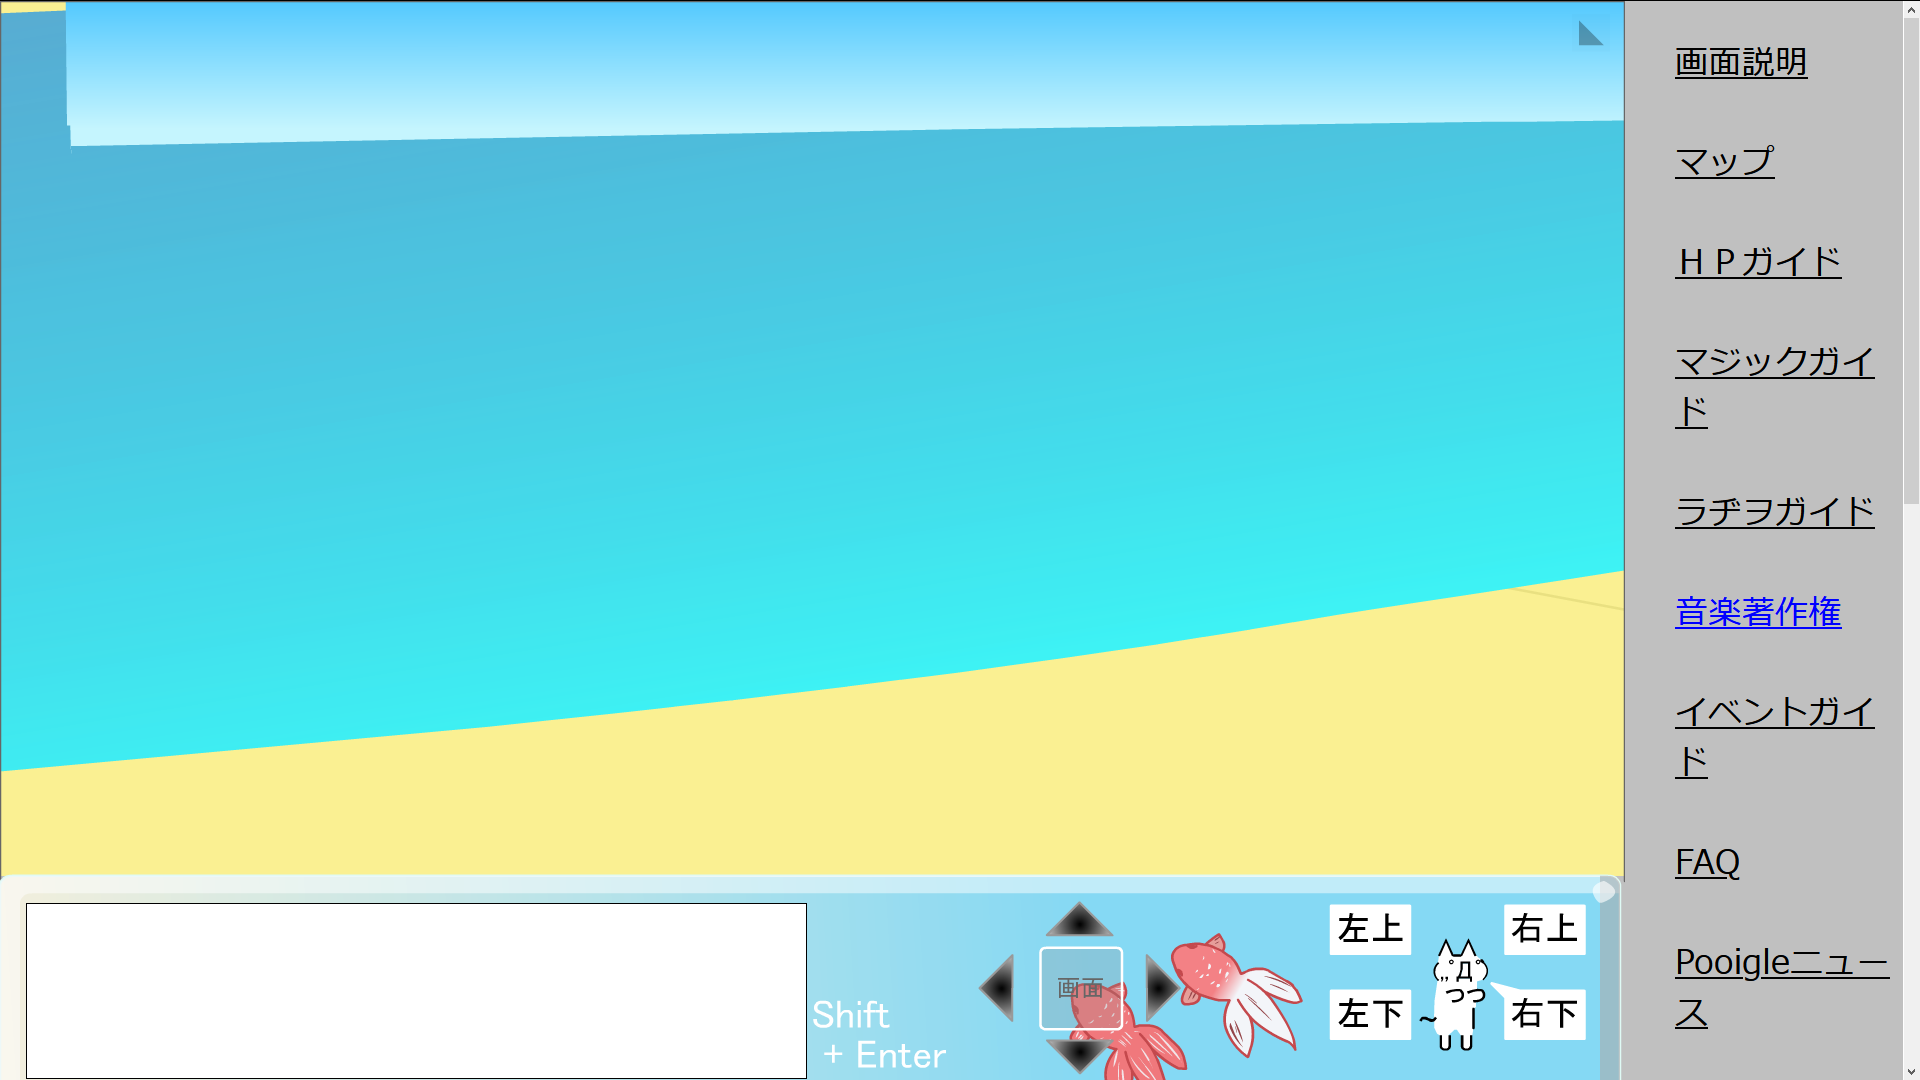 画面説明
マップ
ＨＰガイド
マジックガイ
ド
ラヂヲガイド
音楽著作権
イベントガイ
ド
FAQ
Pooigleニュー
ス
Shift
+ Enter
画面
左上
右上
左下
右下